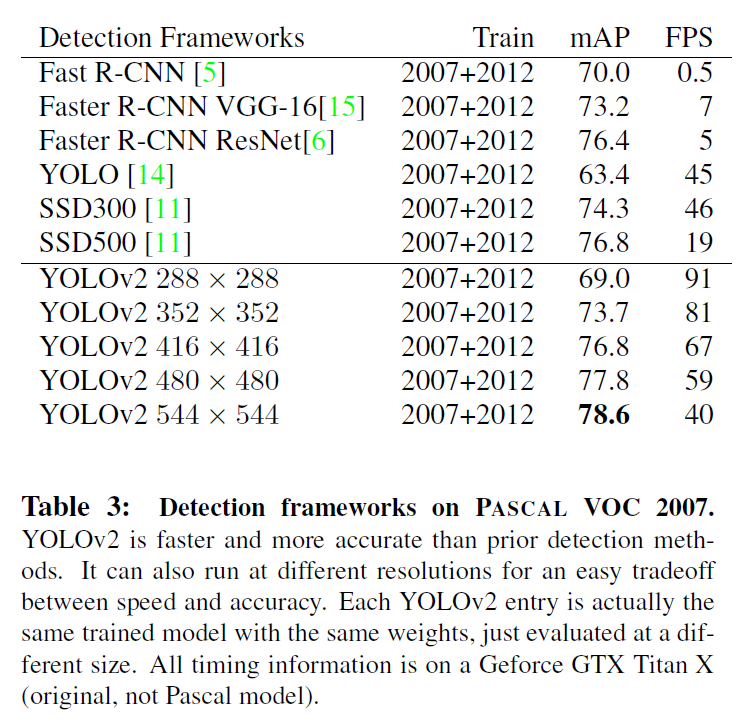 Detection Frameworks Train mAP FPS
Fast R-CNN [5] 2007+2012 70.0 0.5
Faster R-CNN VGG-16[15] 2007+2012 73.2 7
Faster R-CNN ResNet[6] 2007+2012 76.4 5
YOLO [14] 2007+2012 63.4 45
SSD300 [11] 2007+2012 74.3 46
SSD500 [11] 2007+2012 76.8 19
YOLOv2 288 × 288 2007+2012 69.0 91
YOLOv2 352 × 352 2007+2012 73.7 81
YOLOv2 416 × 416 2007+2012 76.8 67
YOLOv2 480 × 480 2007+2012 77.8 59
YOLOv2 544 × 544 2007+2012 78.6 40
Table 3: Detection frameworks on PASCAL VOC 2007.
YOLOv2 is faster and more accurate than prior detection meth-
ods. It can also run at different resolutions for an easy tradeoff
between speed and accuracy. Each YOLOv2 entry is actually the
same trained model with the same weights, just evaluated at a dif-
ferent size. All timing information is on a Geforce GTX Titan X
(original, not Pascal model).